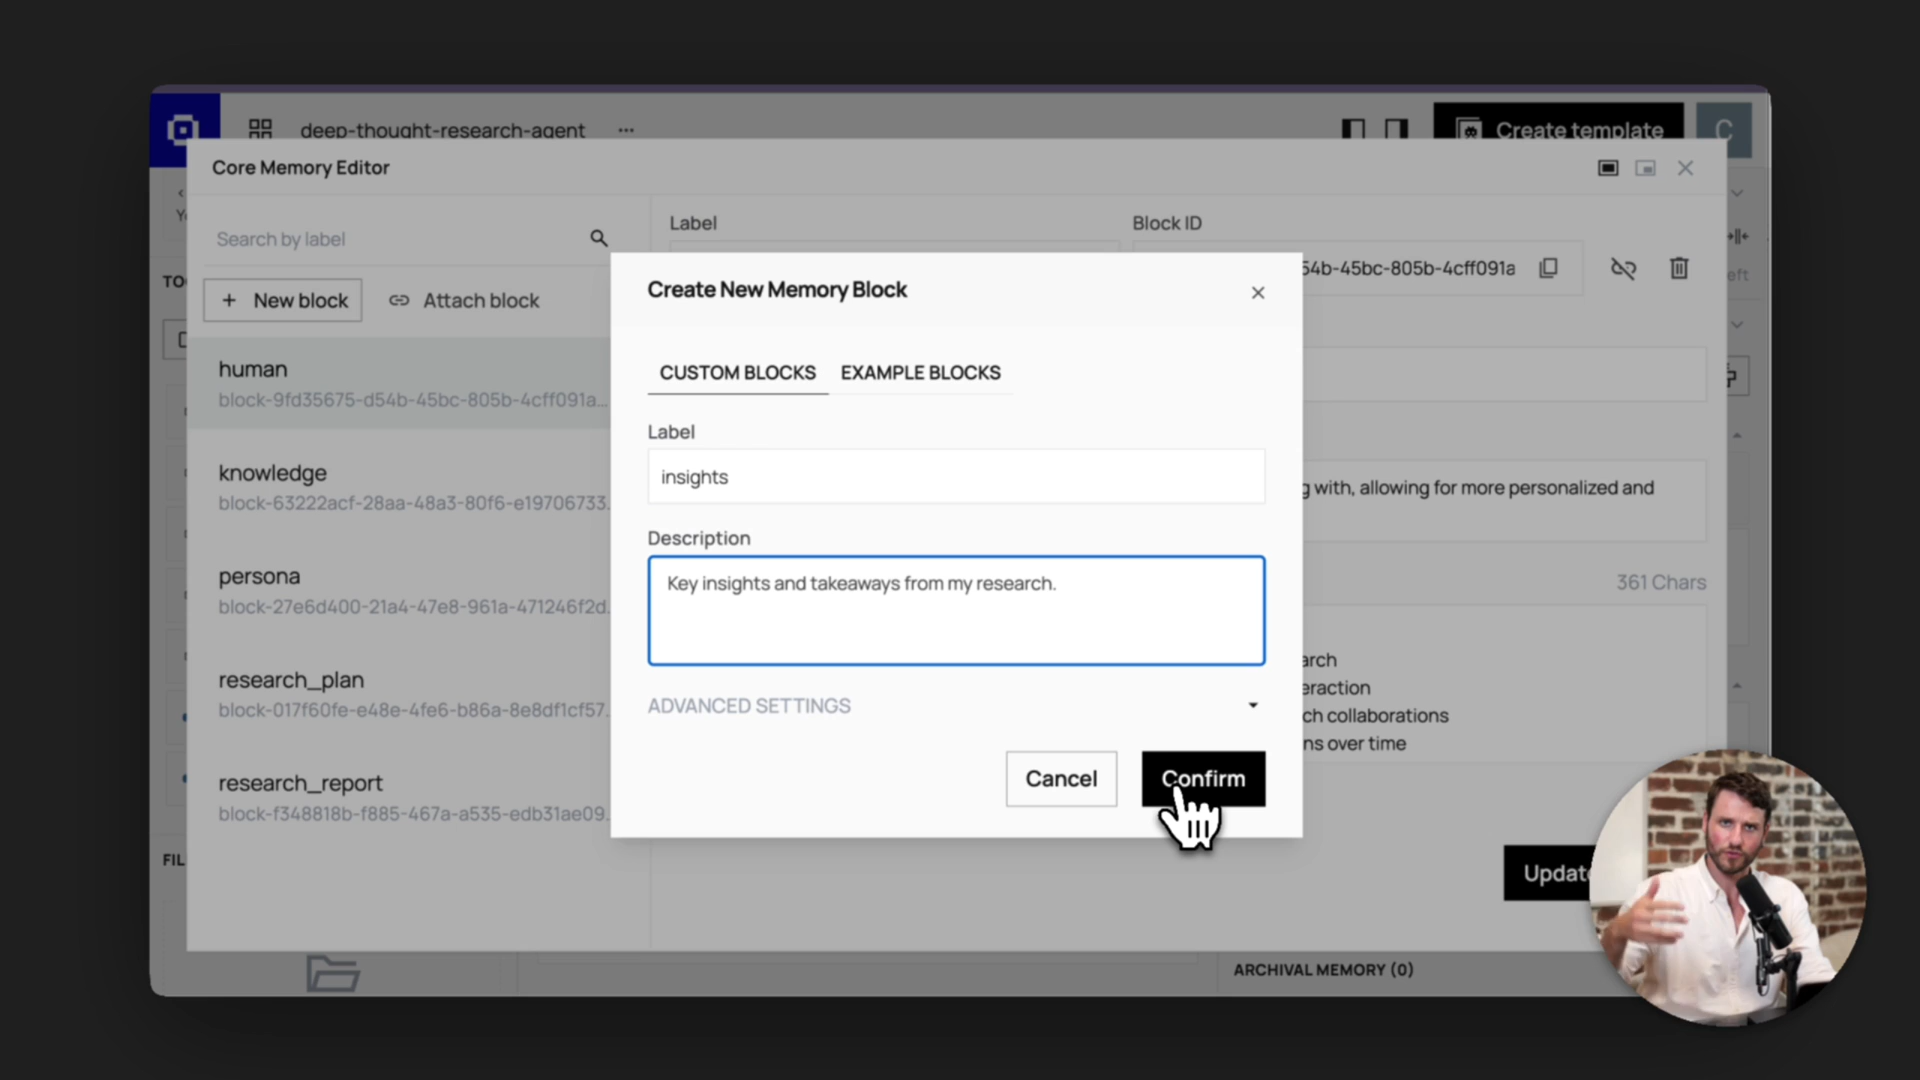 deep-thought-research-agent
Create template
C
Core Memory Editor
Search by label
+ New block
Attach block
human
block-9fd35675-d54b-45bc-805b-4cff091a...
knowledge
block-63222acf-28aa-48a3-80f6-e19706733.
persona
block-27e6d400-21a4-47e8-961a-471246f2d.
research_plan
block-017f60fe-e48e-4fe6-b86a-8e8df1cf57.
research_report
block-f348818b-f885-467a-a535-edb31ae09.
Label
Block ID
54b-45bc-805b-4cff091a
Create New Memory Block
CUSTOM BLOCKS
EXAMPLE BLOCKS
Label
insights
Description
Key insights and takeaways from my research.
ADVANCED SETTINGS
Cancel
Confirm
g with, allowing for more personalized and
361 Chars
arch
eraction
ch collaborations
ns over time
Update
TO
FIL
eft
ARCHIVAL MEMORY (0)